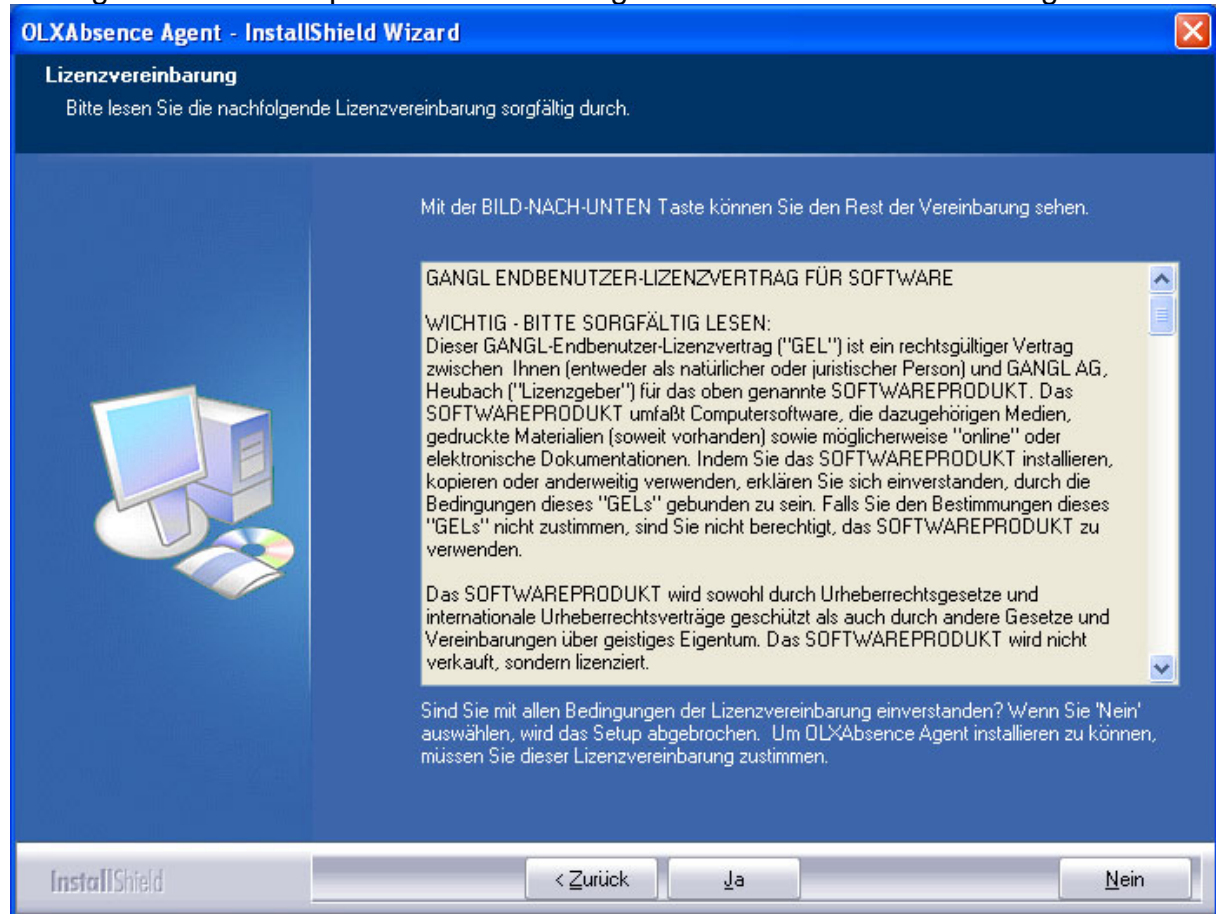 OLXAbsence Agent - InstallShield Wizard
Lizenzvereinbarung
Bitte lesen Sie die nachfolgende Lizenzvereinbarung sorgfältig durch.
Mit der BILD-NACH-UNTEN Taste können Sie den Rest der Vereinbarung sehen.
GANGL ENDBENUTZER-LIZENZVERTRAG FÜR SOFTWARE
WICHTIG - BITTE SORGFÄLTIG LESEN:
Dieser GANGL-Endbenutzer-Lizenzvertrag ("GEL") ist ein rechtsgültiger Vertrag
zwischen Ihnen (entweder als natürlicher oder juristischer Person) und GANGL AG,
Heubach ("Lizenzgeber") für das oben genannte SOFTWAREPRODUKT. Das
SOFTWAREPRODUKT umfaßt Computersoftware, die dazugehörigen Medien,
gedruckte Materialien (soweit vorhanden) sowie möglicherweise "online" oder
elektronische Dokumentationen. Indem Sie das SOFTWAREPRODUKT installieren,
kopieren oder anderweitig verwenden, erklären Sie sich einverstanden, durch die
Bedingungen dieses "GELs" gebunden zu sein. Falls Sie den Bestimmungen dieses
"GELs" nicht zustimmen, sind Sie nicht berechtigt, das SOFTWAREPRODUKT zu
verwenden.
Das SOFTWAREPRODUKT wird sowohl durch Urheberrechtsgesetze und
internationale Urheberrechtsverträge geschützt als auch durch andere Gesetze und
Vereinbarungen über geistiges Eigentum. Das SOFTWAREPRODUKT wird nicht
verkauft, sondern lizenziert.
Sind Sie mit allen Bedingungen der Lizenzvereinbarung einverstanden? Wenn Sie 'Nein'
auswählen, wird das Setup abgebrochen. Um OLXAbsence Agent installieren zu können,
müssen Sie dieser Lizenzvereinbarung zustimmen.
InstallShield
< Zurück
Ja
Nein